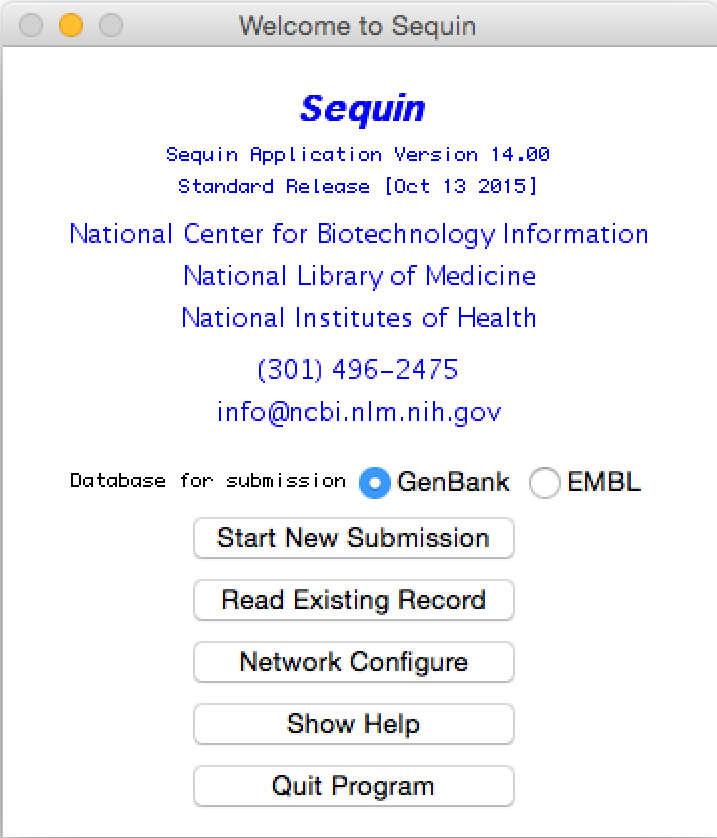 Welcome to Sequin
Sequin
Sequin Application Version 14.00
Standard Release [Oct 13 2015]
National Center for Biotechnology Information
National Library of Medicine
National Institutes of Health
(301) 496-2475
info@ncbi.nlm.nih.gov
Database for submission GenBank EMBL
Start New Submission
Read Existing Record
Network Configure
Show Help
Quit Program